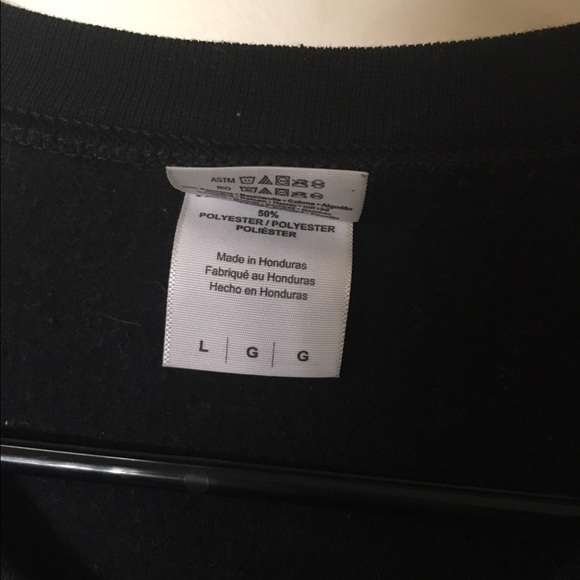 ASTM
ISO
50%
POLYESTER / POLYESTER
POLIÉSTER
Made in Honduras
Fabriqué au Honduras
Hecho en Honduras
L | G | G